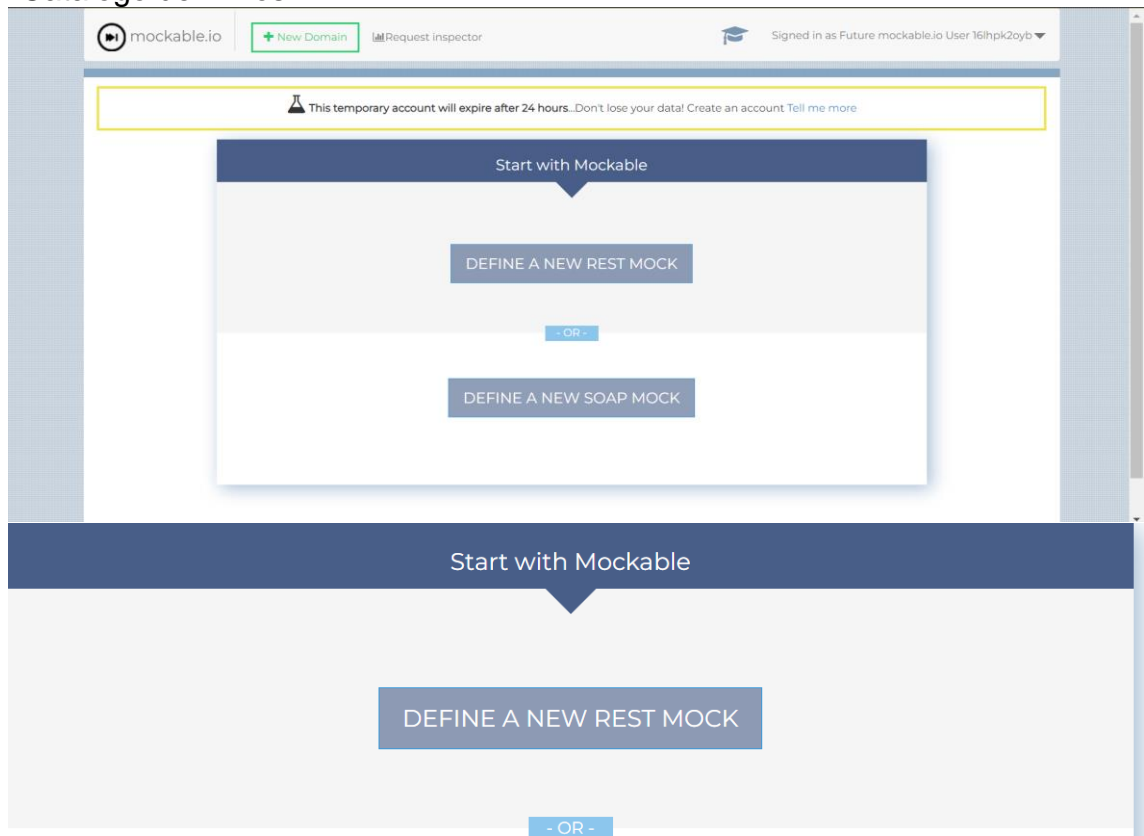 mockable.io
+ New Domain
Request inspector
Signed in as Future mockable.io User 16lhpk2oyb
This temporary account will expire after 24 hours...Don't lose your data! Create an account Tell me more
Start with Mockable
DEFINE A NEW REST MOCK
- OR -
DEFINE A NEW SOAP MOCK
Start with Mockable
DEFINE A NEW REST MOCK
- OR -